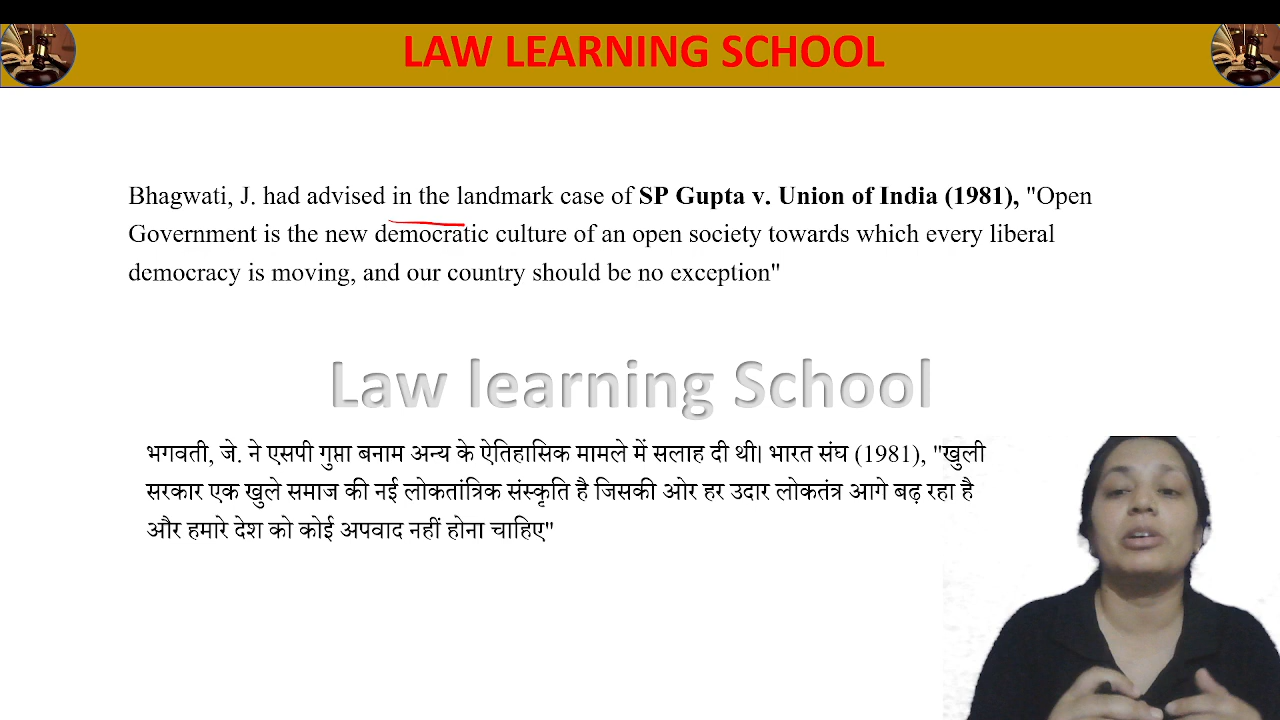 LAW LEARNING SCHOOL
Bhagwati, J. had advised in the landmark case of SP Gupta v. Union of India (1981), "Open
Government is the new democratic culture of an open society towards which every liberal
democracy is moving, and our country should be no exception"
Law learning School
भगवती, जे. ने एसपी गुप्ता बनाम अन्य के ऐतिहासिक मामले में सलाह दी थी। भारत संघ (1981), "खुली
सरकार एक खुले समाज की नई लोकतांत्रिक संस्कृति है जिसकी ओर हर उदार लोकतंत्र आगे बढ़ रहा है
और हमारे देश को कोई अपवाद नहीं होना चाहिए"